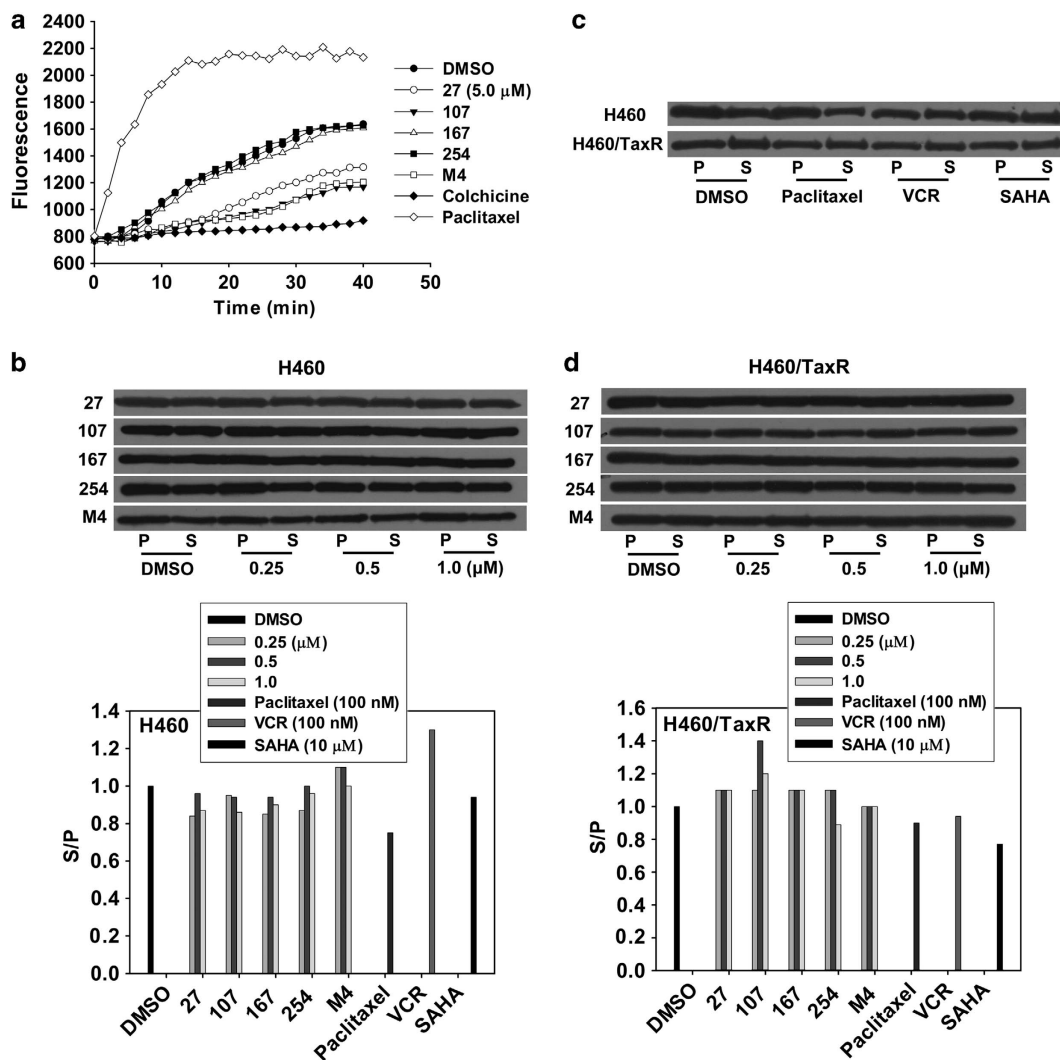 a
2400
2200
2000
1800
1600
1400
1200
1000
800
600
Fluorescence
0 10 20 30 40 50
Time (min)
DMSO
27 (5.0 μM)
107
167
254
M4
Colchicine
Paclitaxel
c
H460
H460/TaxR
P S P S P S P S
DMSO Paclitaxel VCR SAHA
b
H460
27
107
167
254
M4
P S P S P S P S
DMSO 0.25 0.5 1.0 (μM)
DMSO
0.25 (μM)
0.5
1.0
Paclitaxel (100 nM)
VCR (100 nM)
SAHA (10 μM)
H460
1.4
1.2
1.0
0.8
0.6
0.4
0.2
0.0
S/P
DMSO 27 107 167 254 M4 Paclitaxel VCR SAHA
d
H460/TaxR
27
107
167
254
M4
P S P S P S P S
DMSO 0.25 0.5 1.0 (μM)
DMSO
0.25 (μM)
0.5
1.0
Paclitaxel (100 nM)
VCR (100 nM)
SAHA (10 μM)
H460/TaxR
1.6
1.4
1.2
1.0
0.8
0.6
0.4
0.2
0.0
S/P
DMSO 27 107 167 254 M4 Paclitaxel VCR SAHA